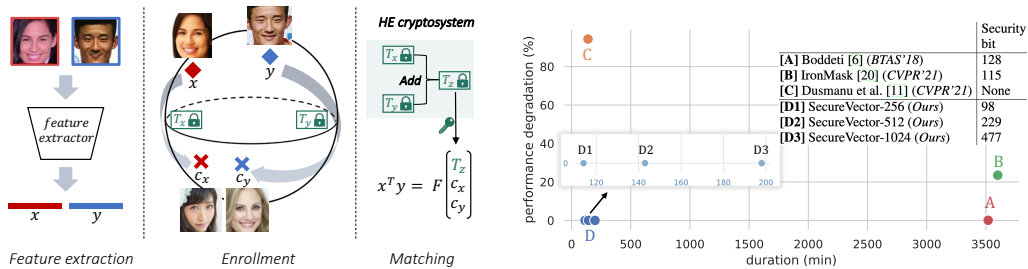 feature
extractor
x
y
Feature extraction
x
y
Tx
Ty
cx
cy
Enrollment
HE cryptosystem
Tx
Add
Tz
Ty
xTy = F
Tz
cx
cy
Matching
performance degradation (%)
80
60
40
20
0
C
D1
D2
D3
0
120
140
160
180
200
D
B
A
0
500
1000
1500
2000
2500
3000
3500
duration (min)
Security
bit
[A] Boddeti [6] (BTAS'18) 128
[B] IronMask [20] (CVPR'21) 115
[C] Dusmanu et al. [11] (CVPR'21) None
[D1] SecureVector-256 (Ours) 98
[D2] SecureVector-512 (Ours) 229
[D3] SecureVector-1024 (Ours) 477